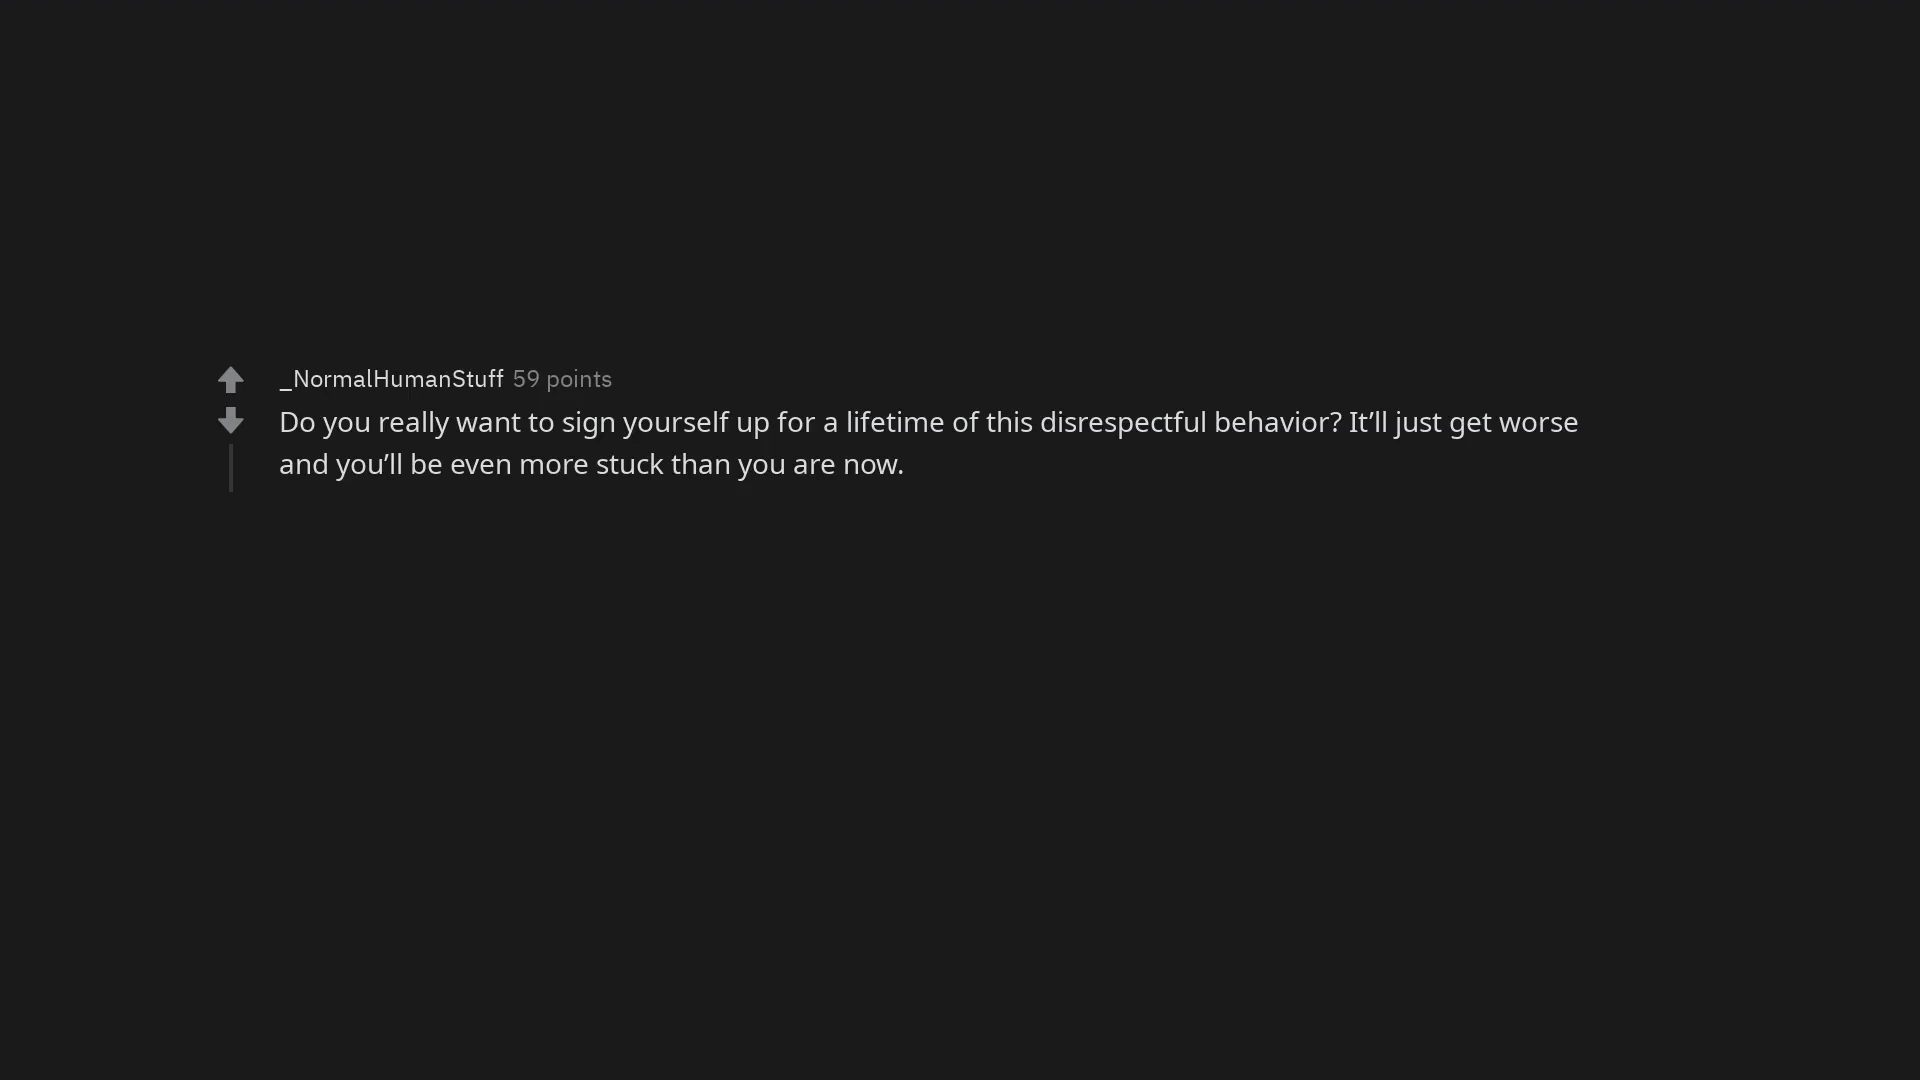 _NormalHumanStuff 59 points
Do you really want to sign yourself up for a lifetime of this disrespectful behavior? It’ll just get worse
and you’ll be even more stuck than you are now.